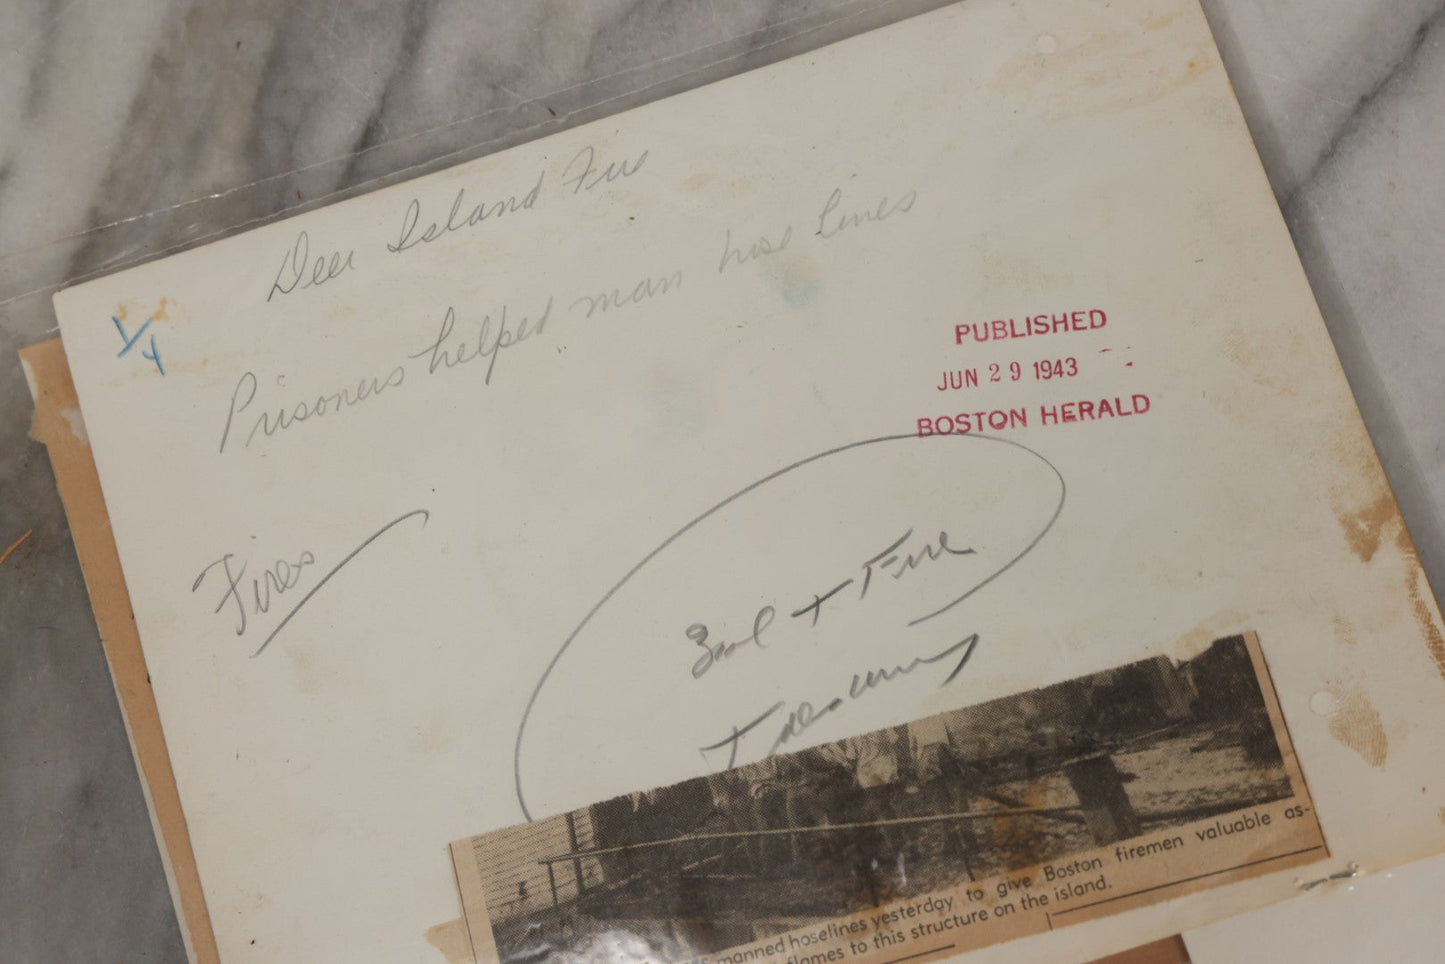 Deer Island Fire
Prisoners helped man hose lines
1/4
PUBLISHED
JUN 29 1943
BOSTON HERALD
Fires
+ Fire
manned hoselines yesterday to give Boston firemen valuable as-
flames to this structure on the island.